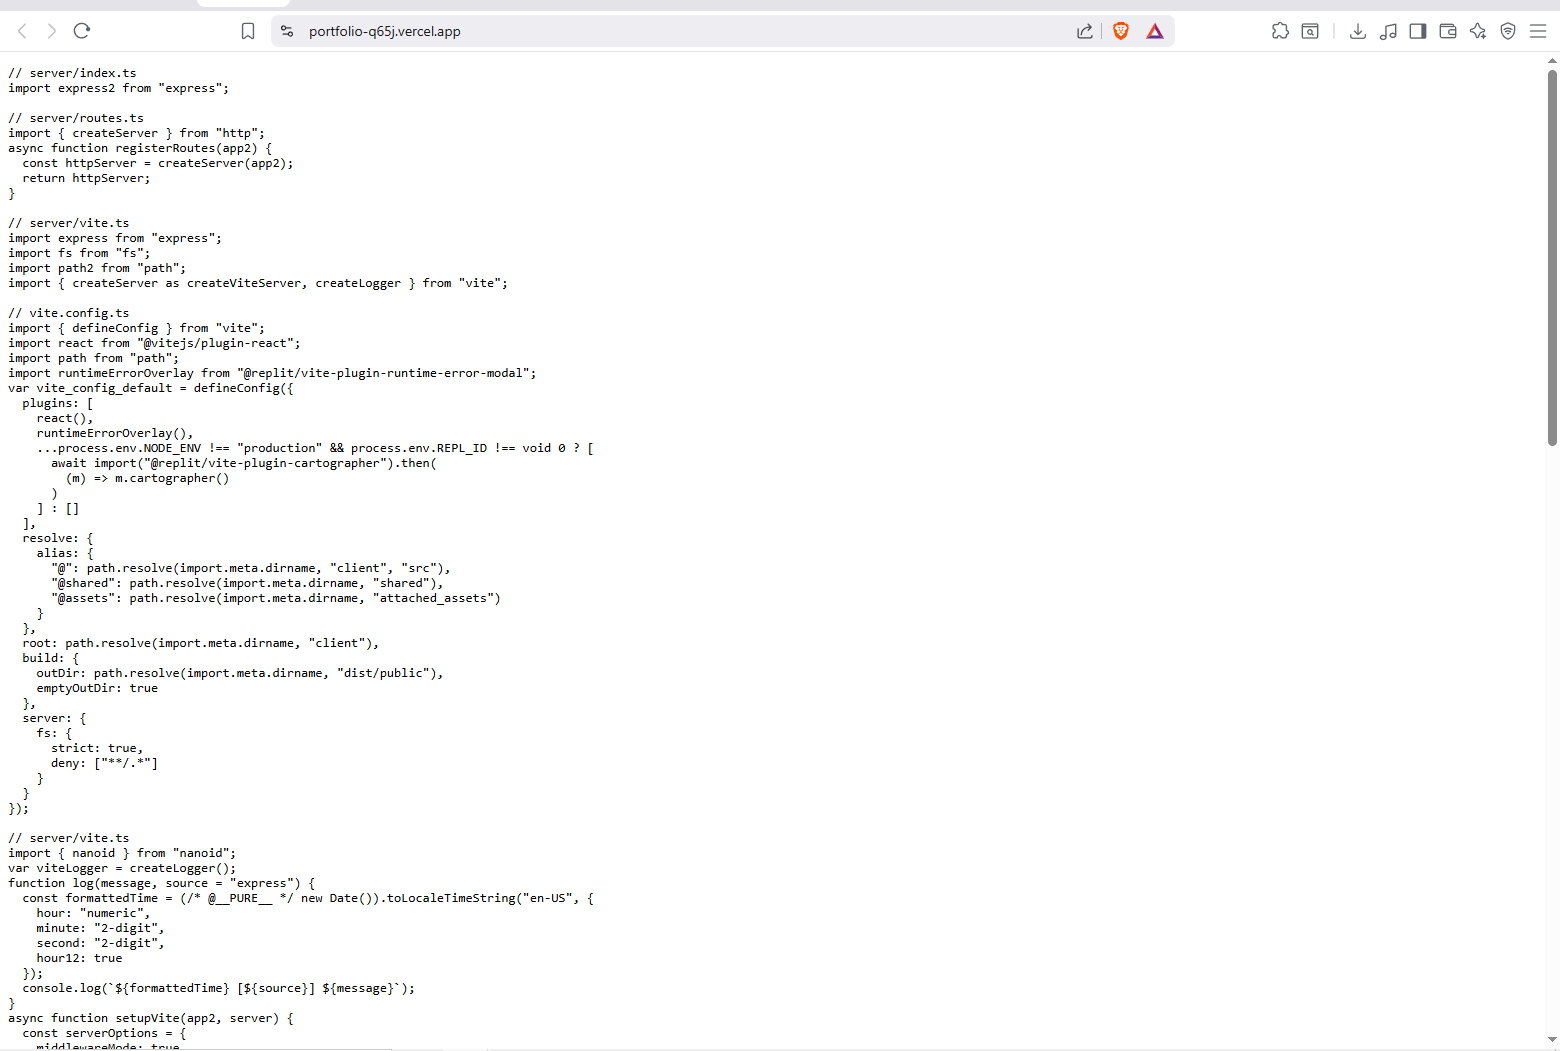 portfolio-q65j.vercel.app
// server/index.ts
import express2 from "express";
// server/routes.ts
import { createServer } from "http";
async function registerRoutes(app2) {
  const httpServer = createServer(app2);
  return httpServer;
}
// server/vite.ts
import express from "express";
import fs from "fs";
import path2 from "path";
import { createServer as createViteServer, createLogger } from "vite";
// vite.config.ts
import { defineConfig } from "vite";
import react from "@vitejs/plugin-react";
import path from "path";
import runtimeErrorOverlay from "@replit/vite-plugin-runtime-error-modal";
var vite_config_default = defineConfig({
  plugins: [
    react(),
    runtimeErrorOverlay(),
    ...process.env.NODE_ENV !== "production" && process.env.REPL_ID !== void 0 ? [
      await import("@replit/vite-plugin-cartographer").then(
        (m) => m.cartographer()
      )
    ] : []
  ],
  resolve: {
    alias: {
      "@": path.resolve(import.meta.dirname, "client", "src"),
      "@shared": path.resolve(import.meta.dirname, "shared"),
      "@assets": path.resolve(import.meta.dirname, "attached_assets")
    }
  },
  root: path.resolve(import.meta.dirname, "client"),
  build: {
    outDir: path.resolve(import.meta.dirname, "dist/public"),
    emptyOutDir: true
  },
  server: {
    fs: {
      strict: true,
      deny: ["**/.*"]
    }
  }
});
// server/vite.ts
import { nanoid } from "nanoid";
var viteLogger = createLogger();
function log(message, source = "express") {
  const formattedTime = (/* @__PURE__ */ new Date()).toLocaleTimeString("en-US", {
    hour: "numeric",
    minute: "2-digit",
    second: "2-digit",
    hour12: true
  });
  console.log(`${formattedTime} [${source}] ${message}`);
}
async function setupVite(app2, server) {
  const serverOptions = {
    middlewareMode: true